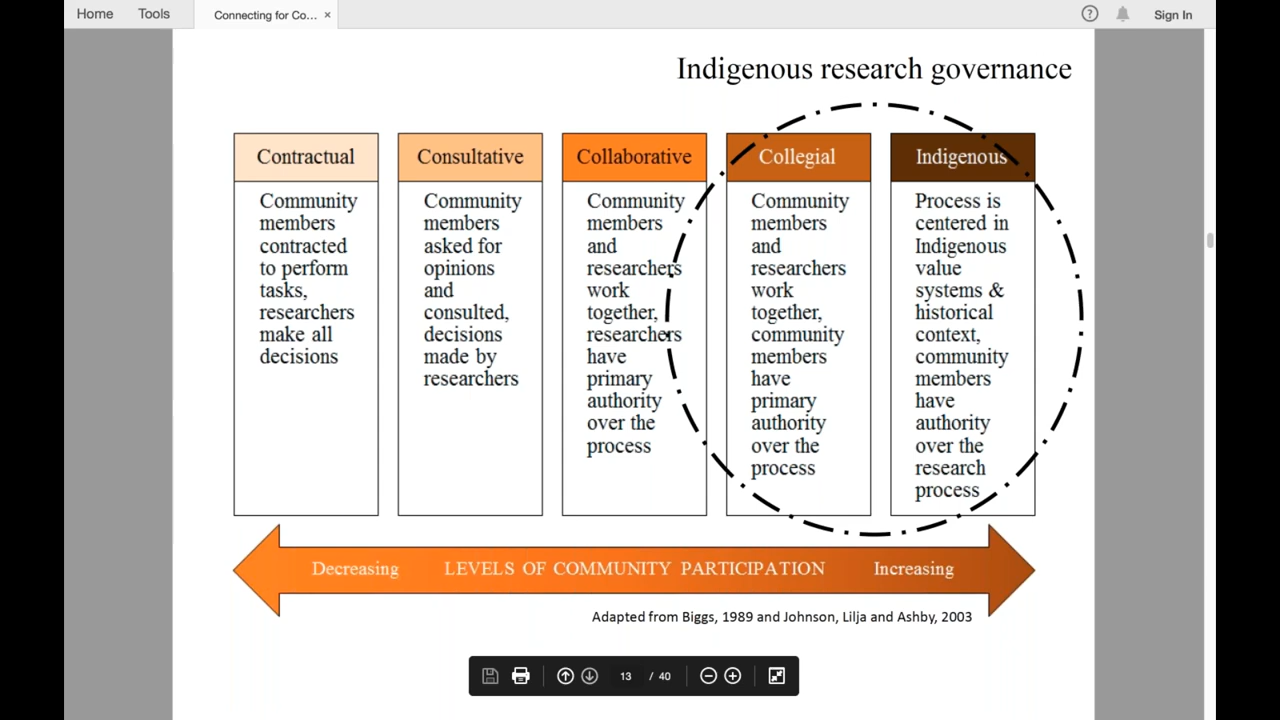 Home Tools Connecting for Co... × Sign In
Indigenous research governance
Contractual
Community
members
contracted
to perform
tasks,
researchers
make all
decisions
Consultative
Community
members
asked for
opinions
and
consulted,
decisions
made by
researchers
Collaborative
Community
members
and
researchers
work
together,
researchers
have
primary
authority
over the
process
Collegial
Community
members
and
researchers
work
together,
community
members
have
primary
authority
over the
process
Indigenous
Process is
centered in
Indigenous
value
systems &
historical
context,
community
members
have
authority
over the
research
process
Decreasing LEVELS OF COMMUNITY PARTICIPATION Increasing
Adapted from Biggs, 1989 and Johnson, Lilja and Ashby, 2003
13 / 40